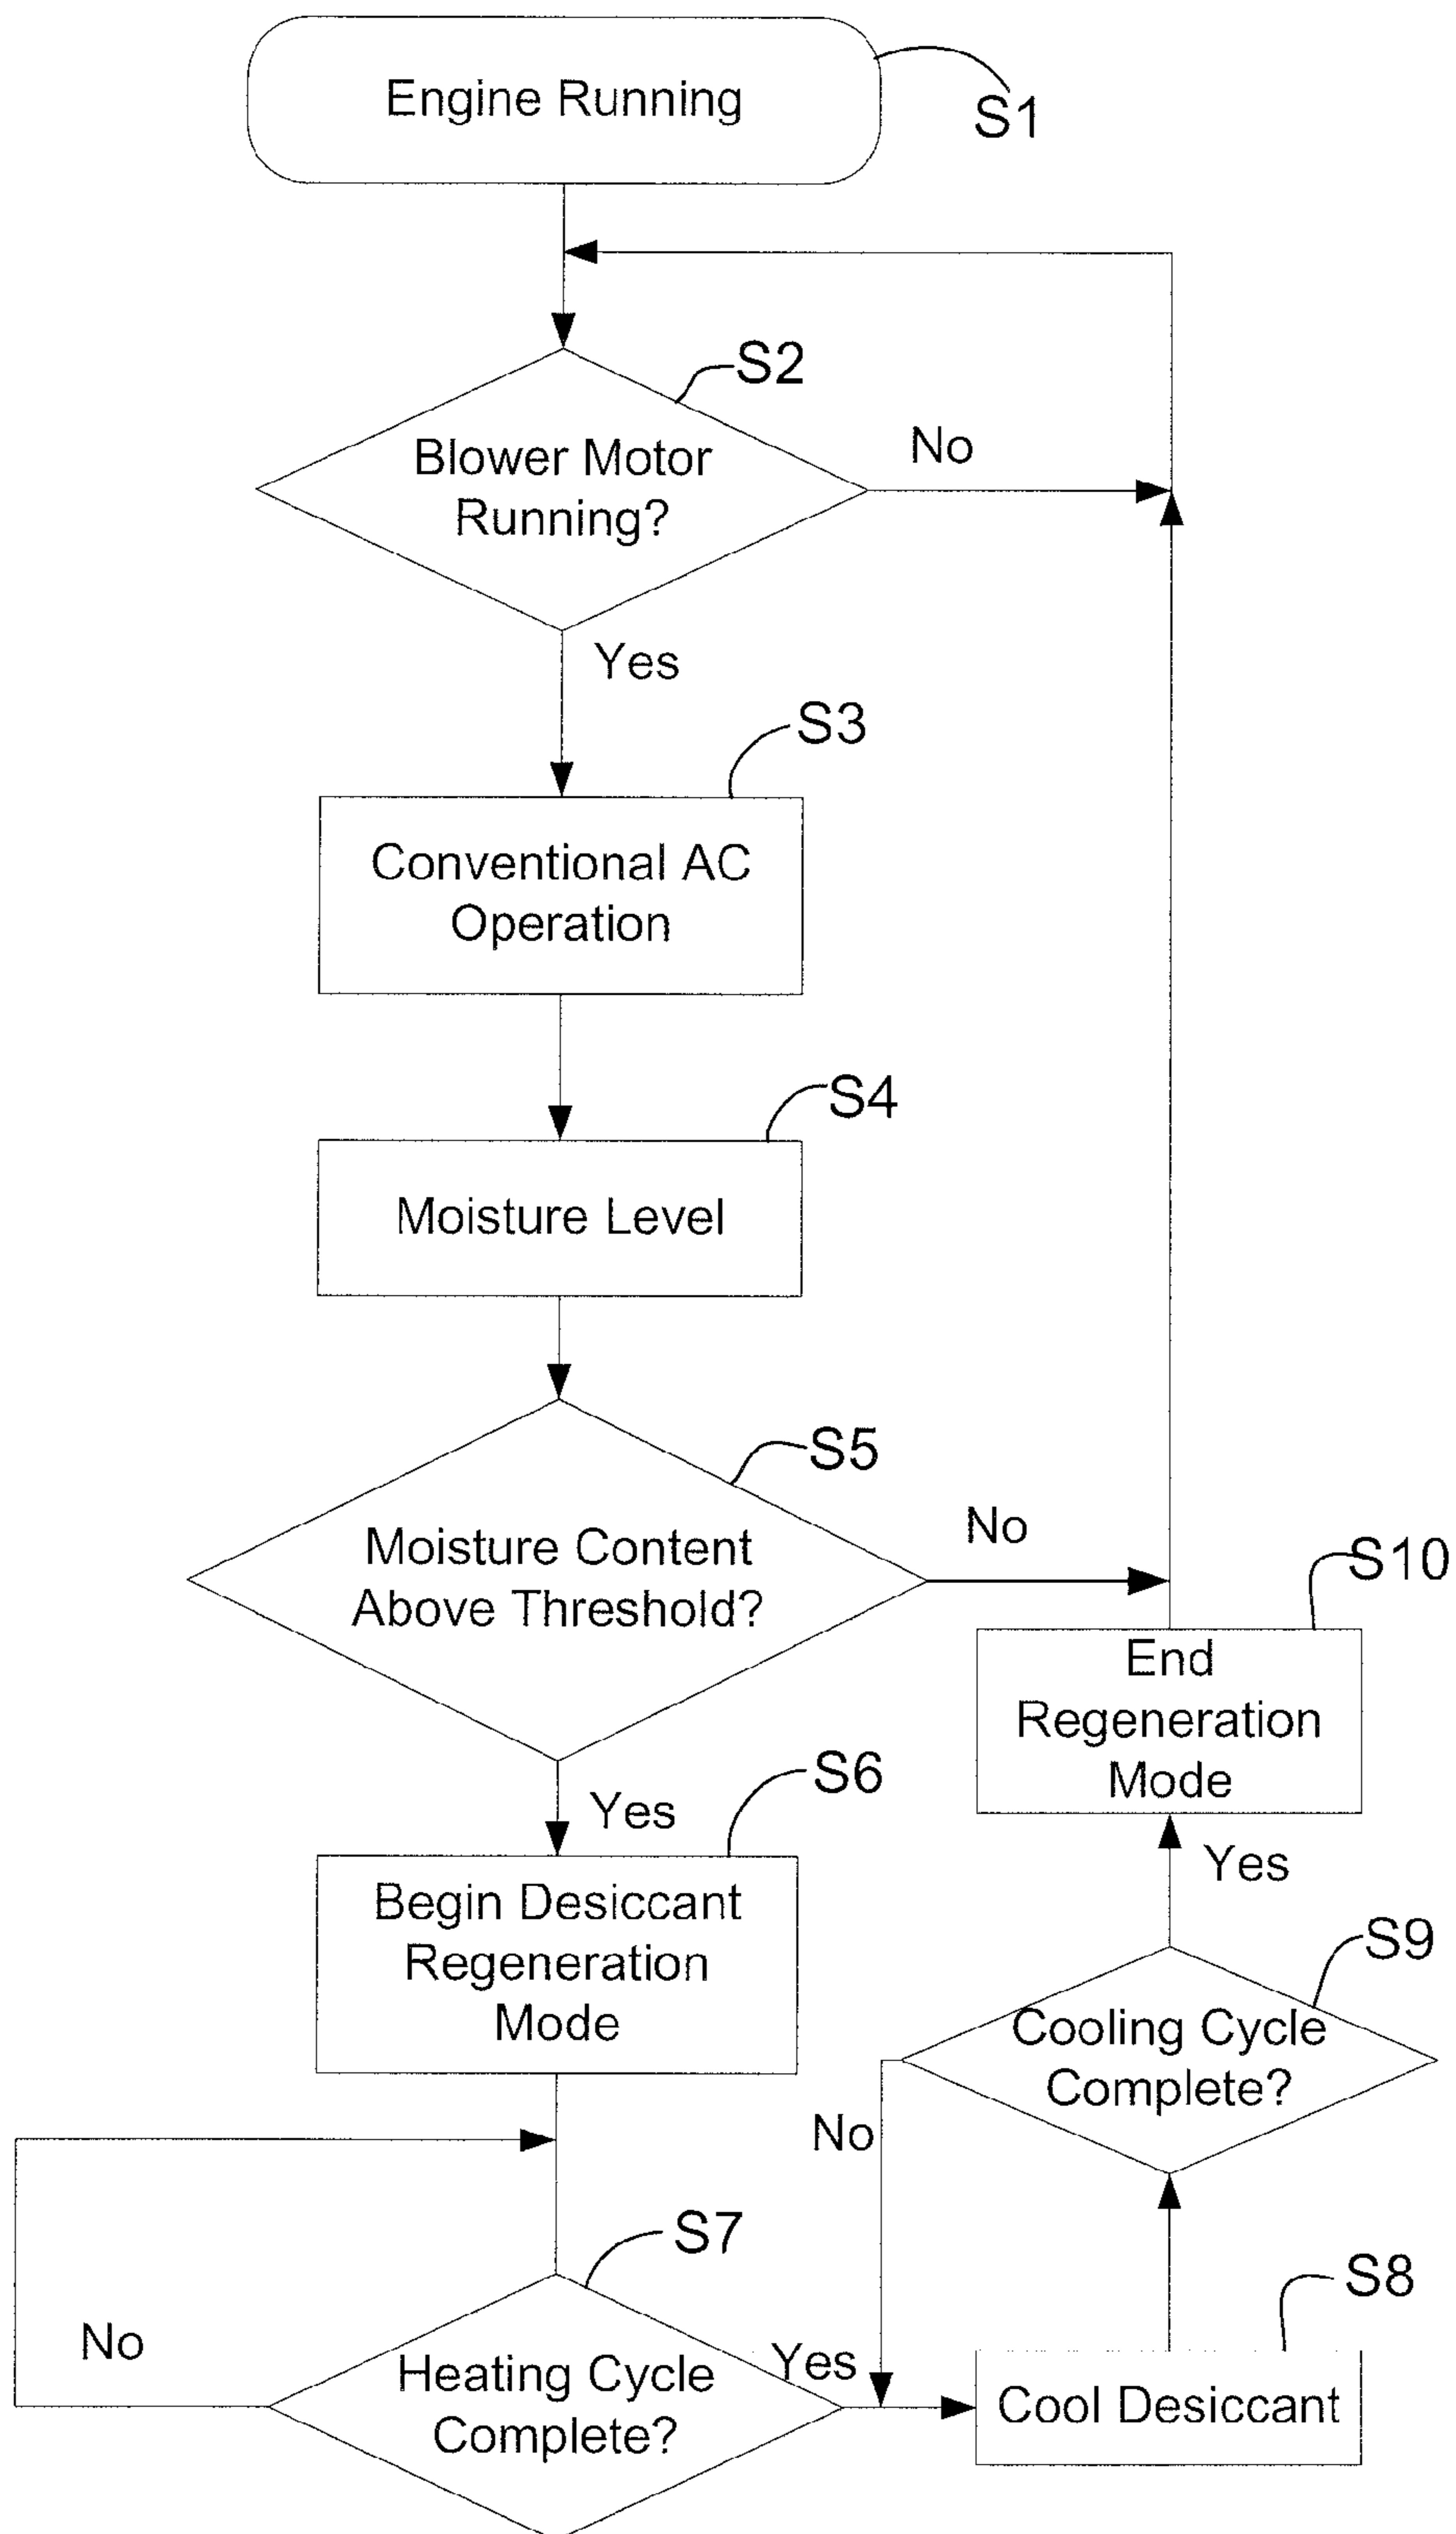 Engine Running
S1
S2
Blower Motor
Running?
No
Yes
S3
Conventional AC
Operation
S4
Moisture Level
S5
Moisture Content
Above Threshold?
No
S10
End
Regeneration
Mode
Yes
S6
Begin Desiccant
Regeneration
Mode
Yes
S9
Cooling Cycle
Complete?
No
S7
S8
No
Heating Cycle
Complete?
Yes
Cool Desiccant